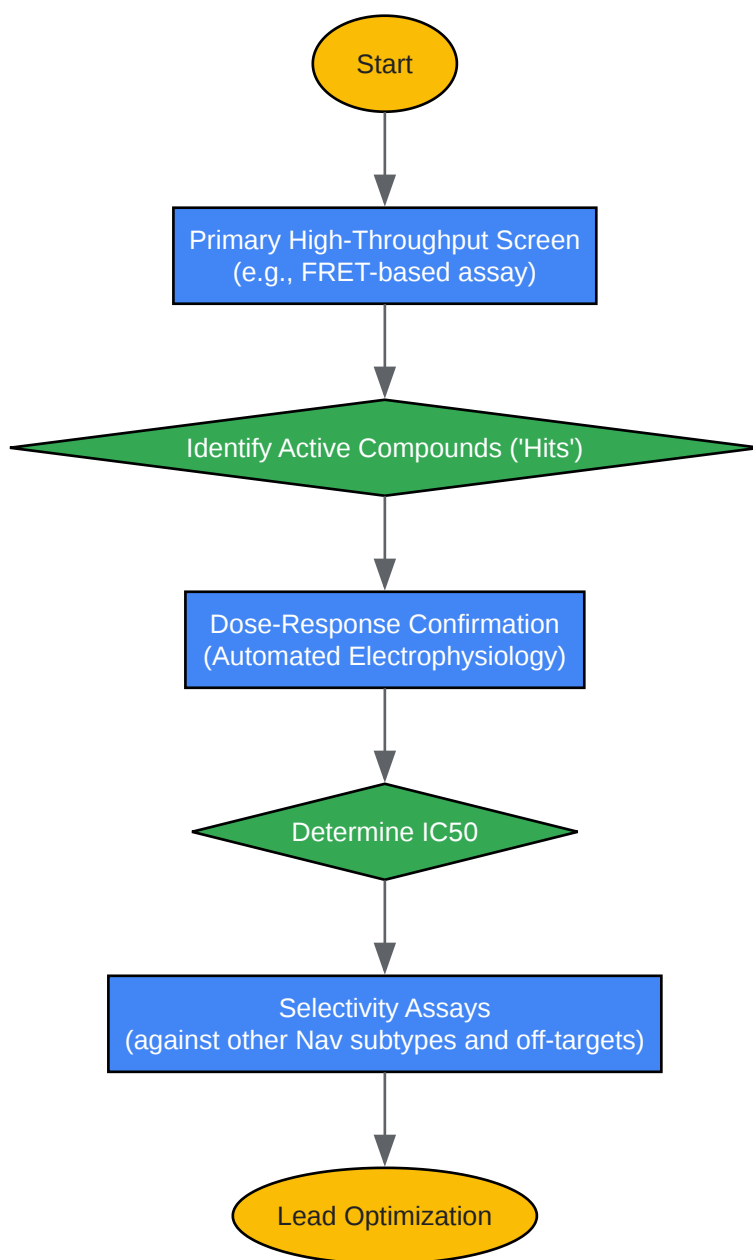 Start
Primary High-Throughput Screen
(e.g., FRET-based assay)
Identify Active Compounds ('Hits')
Dose-Response Confirmation
(Automated Electrophysiology)
Determine IC50
Selectivity Assays
(against other Nav subtypes and off-targets)
Lead Optimization